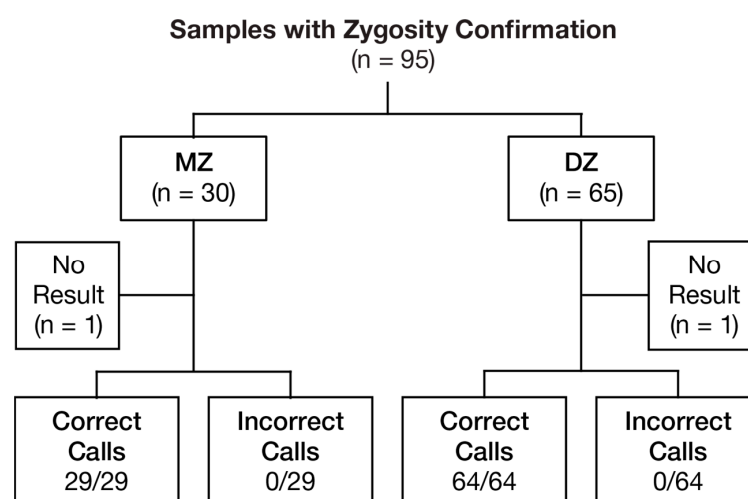 Samples with Zygosity Confirmation
(n = 95)
MZ
(n = 30)
DZ
(n = 65)
No
Result
(n = 1)
No
Result
(n = 1)
Correct
Calls
29/29
Incorrect
Calls
0/29
Correct
Calls
64/64
Incorrect
Calls
0/64